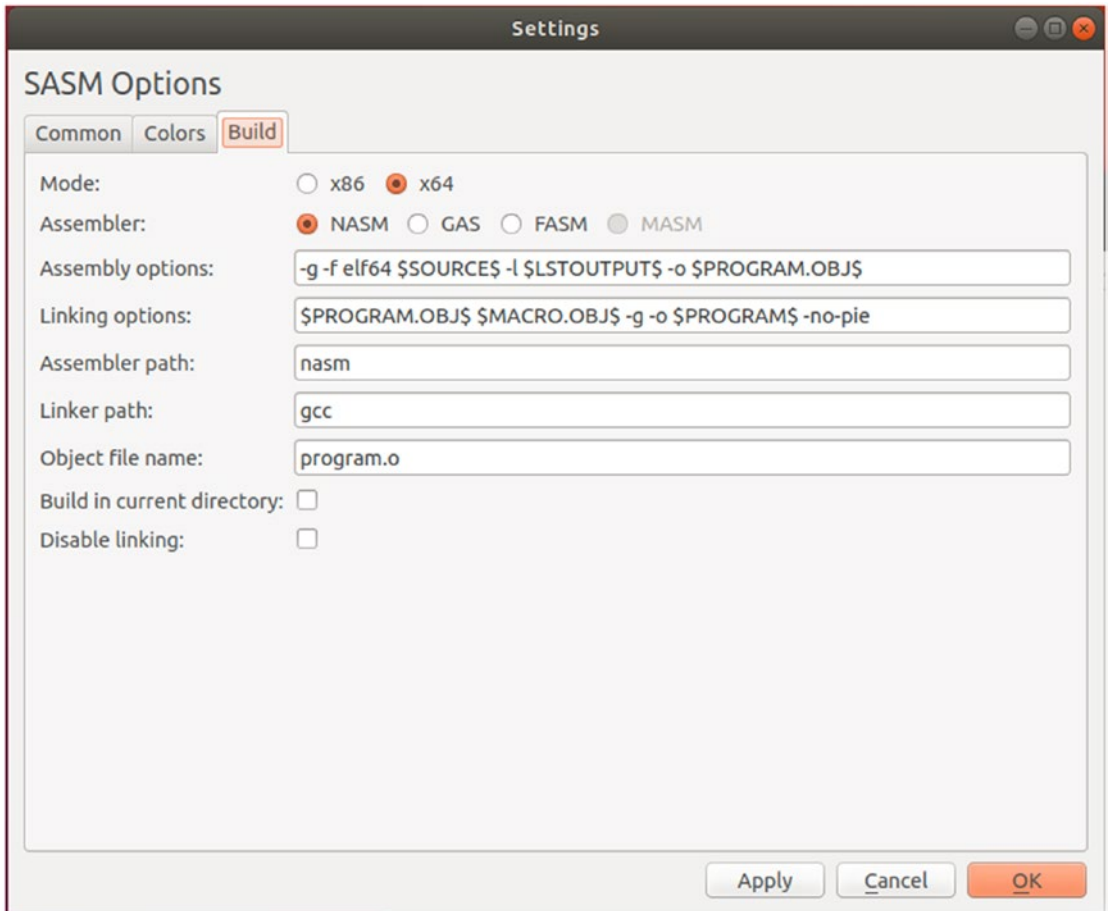 Settings
SASM Options
Common Colors Build
Mode: x86 x64
Assembler: NASM GAS FASM MASM
Assembly options: -g -f elf64 $SOURCE$ -l $LSTOUTPUT$ -o $PROGRAM.OBJ$
Linking options: $PROGRAM.OBJ$ $MACRO.OBJ$ -g -o $PROGRAM$ -no-pie
Assembler path: nasm
Linker path: gcc
Object file name: program.o
Build in current directory:
Disable linking:
Apply Cancel OK